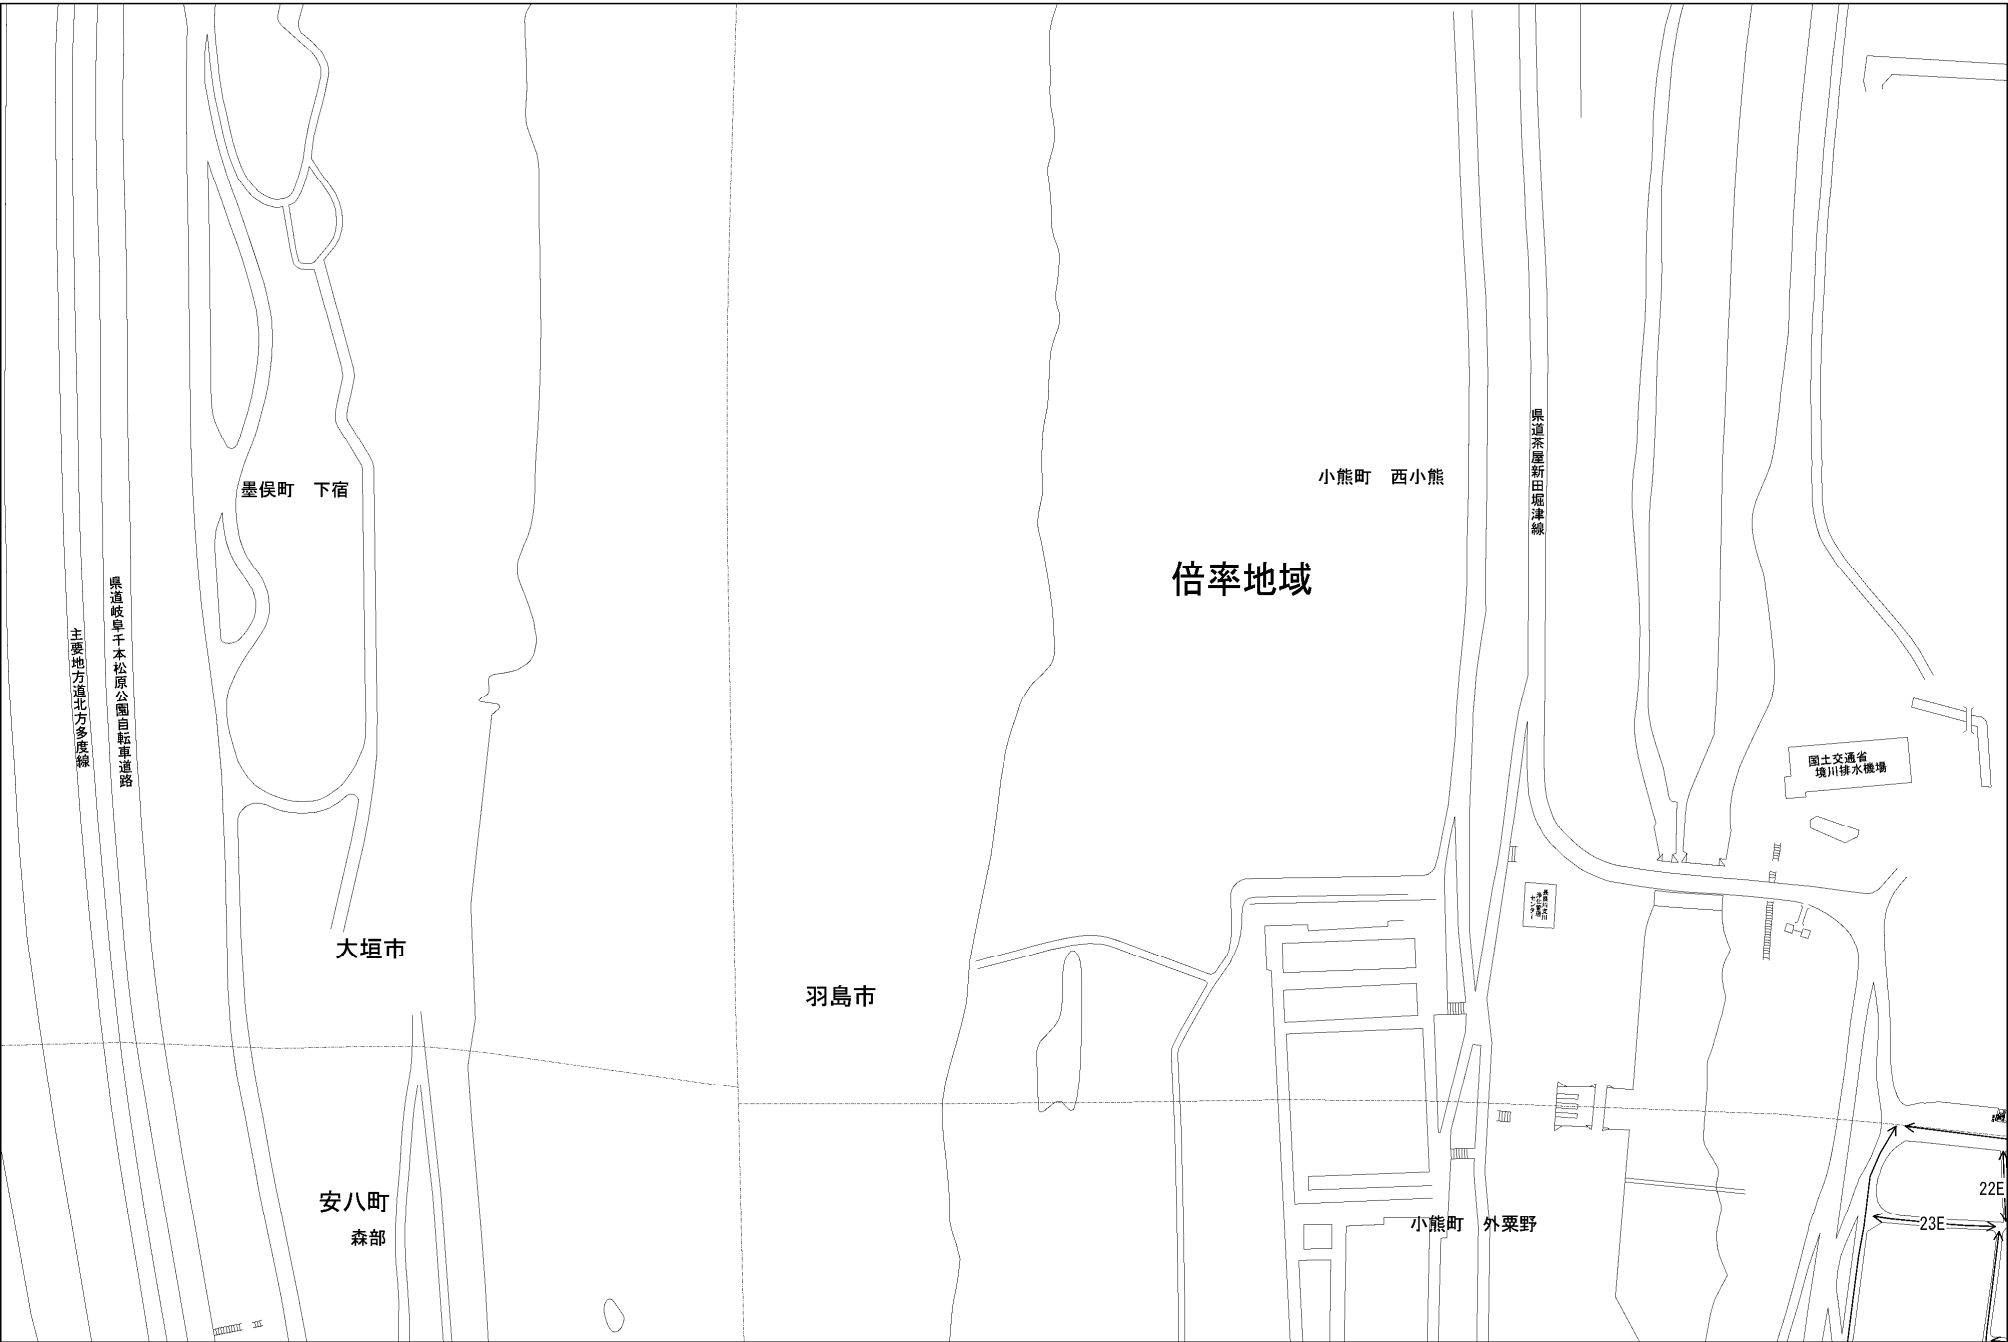 県道茶屋新田堀津線
小熊町　西小熊
墨俣町　下宿
倍率地域
県道岐阜千本松原公園自転車道路
主要地方道北方多度線
国土交通省
境川排水機場
大垣市
羽島市
安八町
森部
小熊町　外粟野
22E
23E